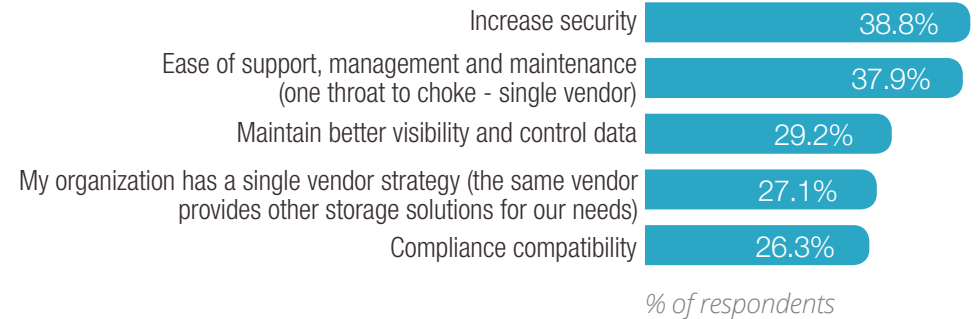 Increase security
38.8%
Ease of support, management and maintenance
(one throat to choke - single vendor)
37.9%
Maintain better visibility and control data
29.2%
My organization has a single vendor strategy (the same vendor
provides other storage solutions for our needs)
27.1%
Compliance compatibility
26.3%
% of respondents